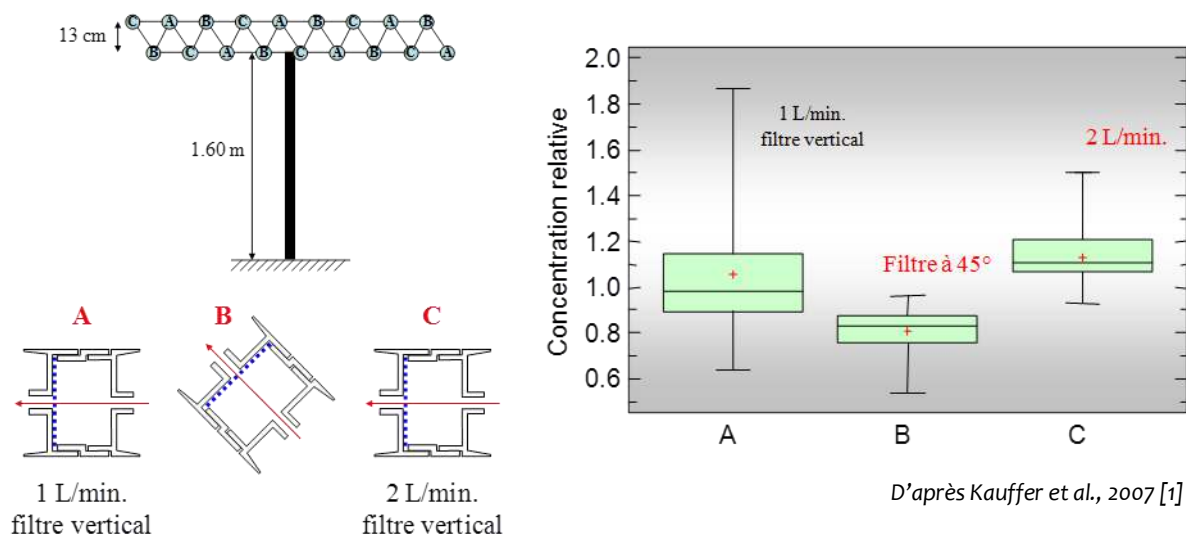 C A B C A B C A B
13 cm
B C A B C A B C A
1.60 m
A B C
1 L/min.
filtre vertical
2 L/min.
filtre vertical
Concentration relative
2.0
1.8
1.6
1.4
1.2
1.0
0.8
0.6
1 L/min.
filtre vertical
2 L/min.
Filtre à 45°
A B C
D'après Kauffer et al., 2007 [1]